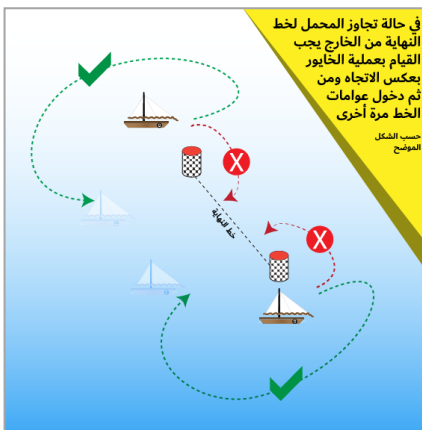 في حالة تجاوز المحمل لخط
النهاية من الخارج يجب
القيام بعملية الخايور
بعكس الاتجاه ومن
ثم دخول عوامات
الخط مرة أخرى
حسب الشكل
الموضح
X
خط النهاية
X